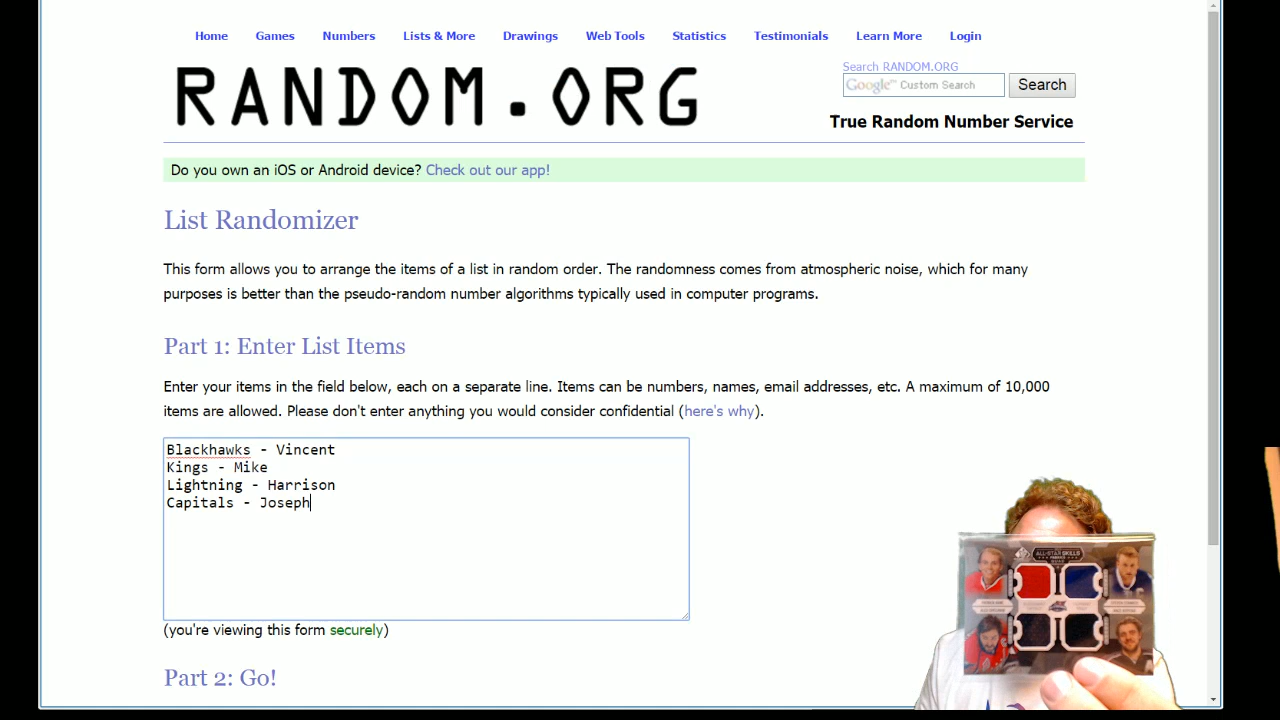 Home Games Numbers Lists & More Drawings Web Tools Statistics Testimonials Learn More Login
RANDOM.ORG
Search RANDOM.ORG
Google™ Custom Search Search
True Random Number Service
Do you own an iOS or Android device? Check out our app!
List Randomizer
This form allows you to arrange the items of a list in random order. The randomness comes from atmospheric noise, which for many
purposes is better than the pseudo-random number algorithms typically used in computer programs.
Part 1: Enter List Items
Enter your items in the field below, each on a separate line. Items can be numbers, names, email addresses, etc. A maximum of 10,000
items are allowed. Please don't enter anything you would consider confidential (here's why).
Blackhawks - Vincent
Kings - Mike
Lightning - Harrison
Capitals - Joseph
(you're viewing this form securely)
Part 2: Go!
ALL-STAR SKILLS